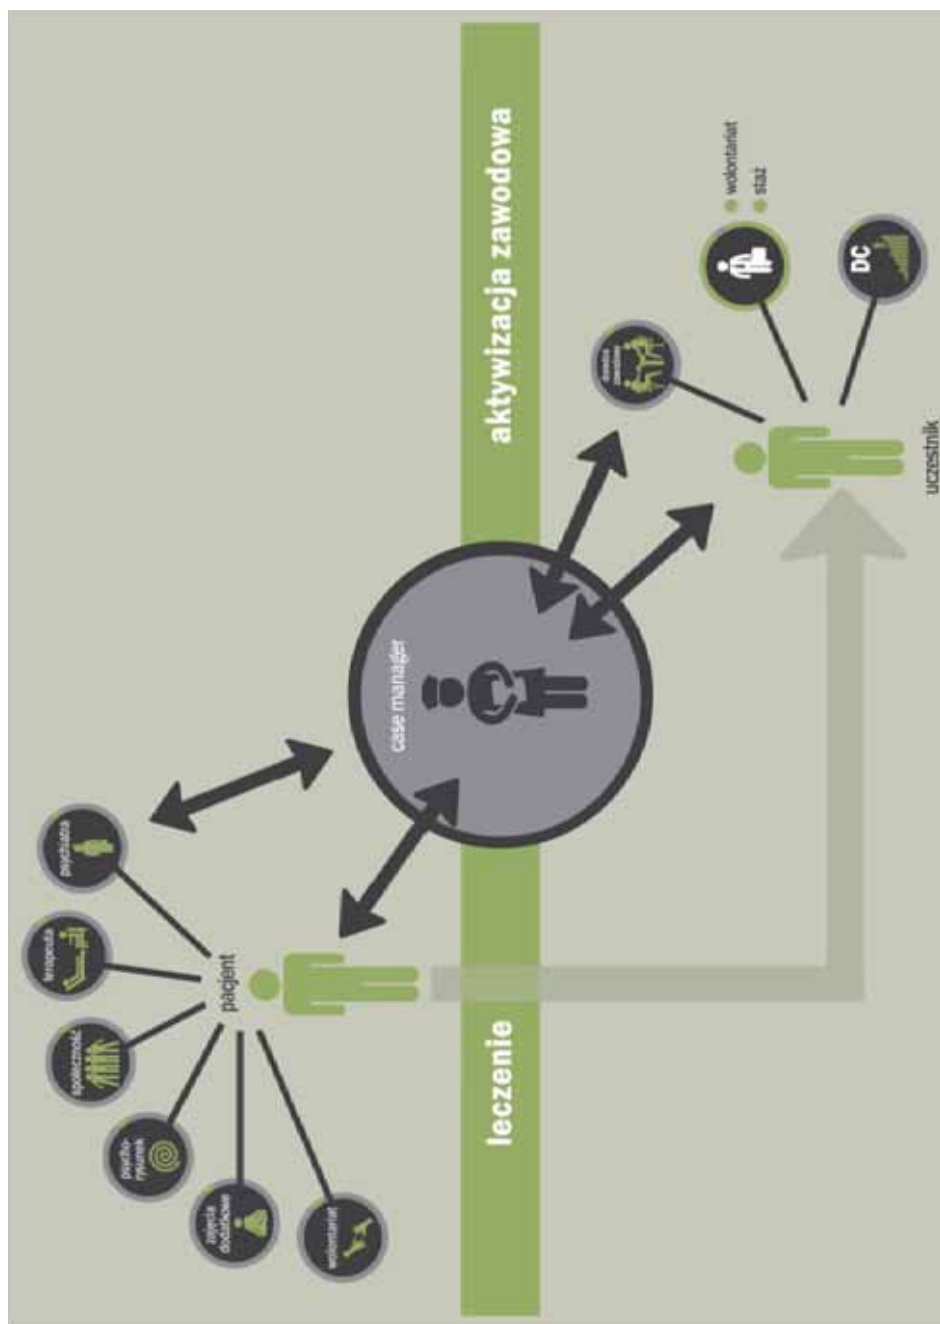 psychiatra
terapeuta
społeczność
psycho-
rysunek
zajęcia
dodatkowe
wolontariat
pacjent
case manager
leczenie
aktywizacja zawodowa
wolontariat
staż
DC
uczestnik